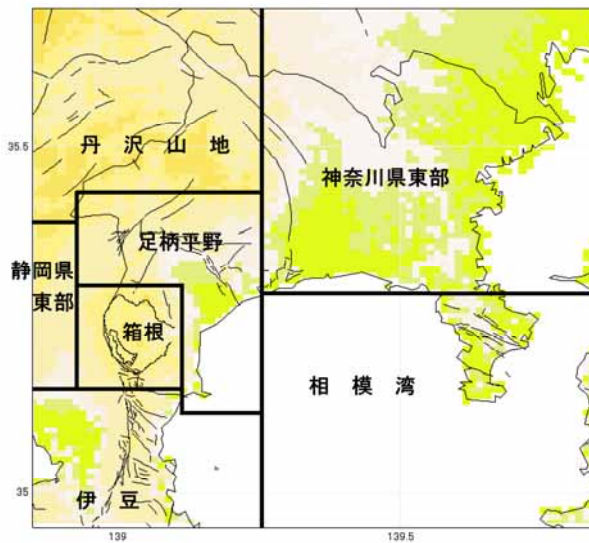 35.5
丹沢山地
神奈川県東部
足柄平野
静岡県
東部
箱根
相模湾
35
伊豆
139
139.5